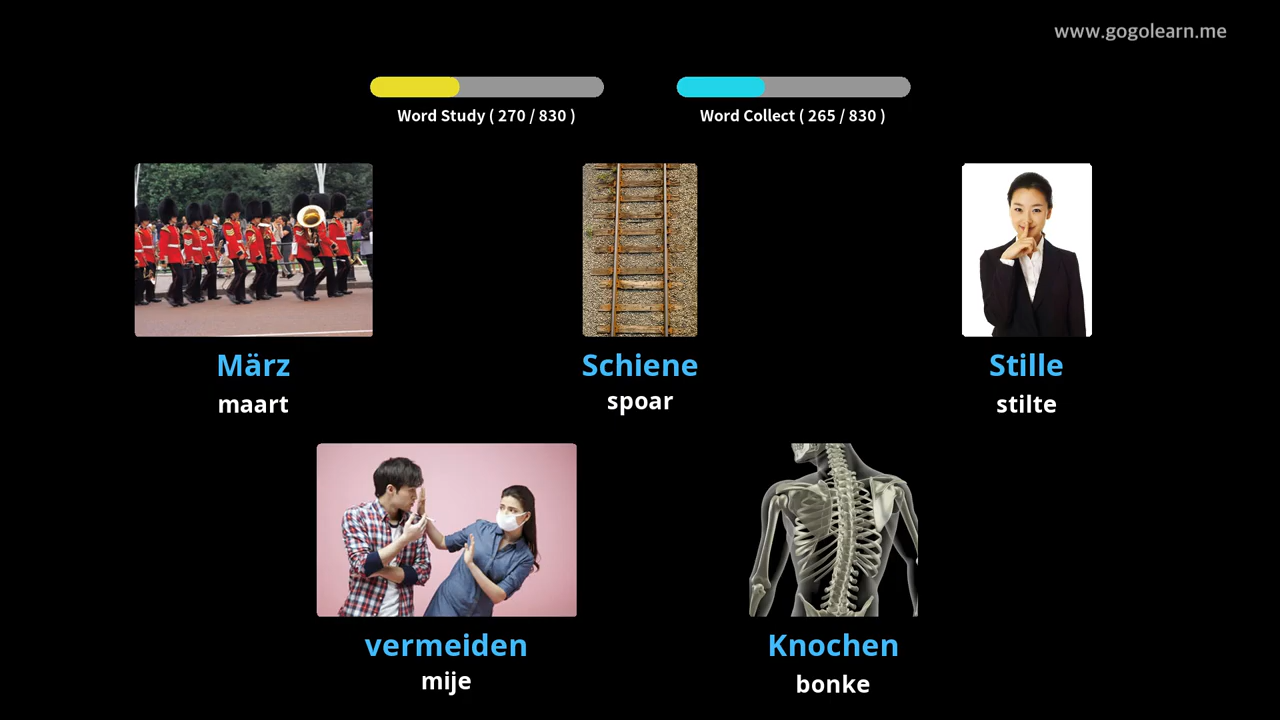 www.gogolearn.me
Word Study ( 270 / 830 )
Word Collect ( 265 / 830 )
März
Schiene
Stille
maart
spoar
stilte
vermeiden
Knochen
mije
bonke